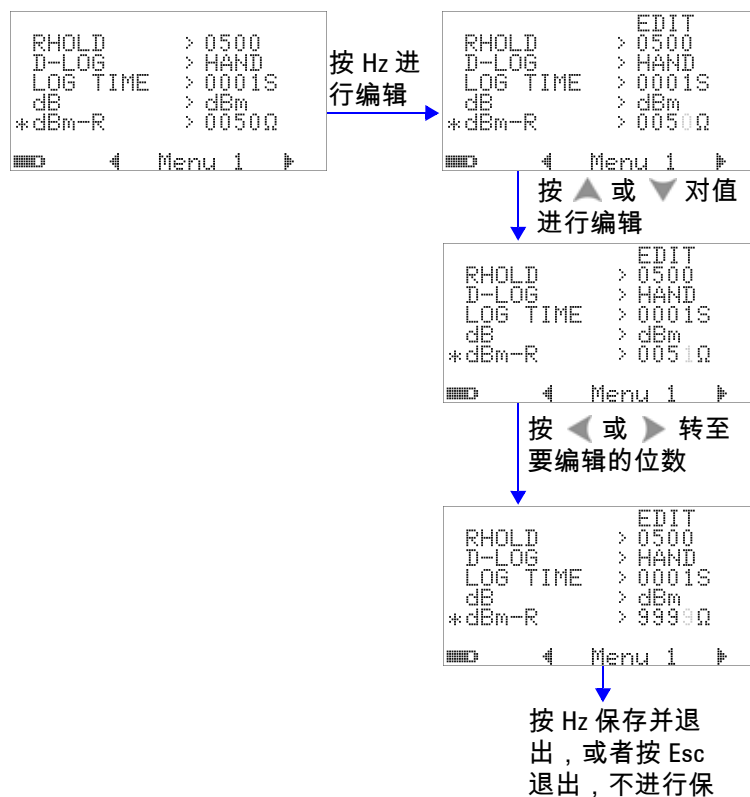 RHOLD > 0500
D-LOG > HAND
LOG TIME > 0001S
dB > dBm
*dBm-R > 0050Ω
Menu 1
按 Hz 进
行编辑
EDIT
RHOLD > 0500
D-LOG > HAND
LOG TIME > 0001S
dB > dBm
*dBm-R > 0050Ω
Menu 1
按 ▲ 或 ▼ 对值
进行编辑
EDIT
RHOLD > 0500
D-LOG > HAND
LOG TIME > 0001S
dB > dBm
*dBm-R > 0051Ω
Menu 1
按 ◀ 或 ▶ 转至
要编辑的位数
EDIT
RHOLD > 0500
D-LOG > HAND
LOG TIME > 0001S
dB > dBm
*dBm-R > 9999Ω
Menu 1
按 Hz 保存并退
出，或者按 Esc
退出，不进行保